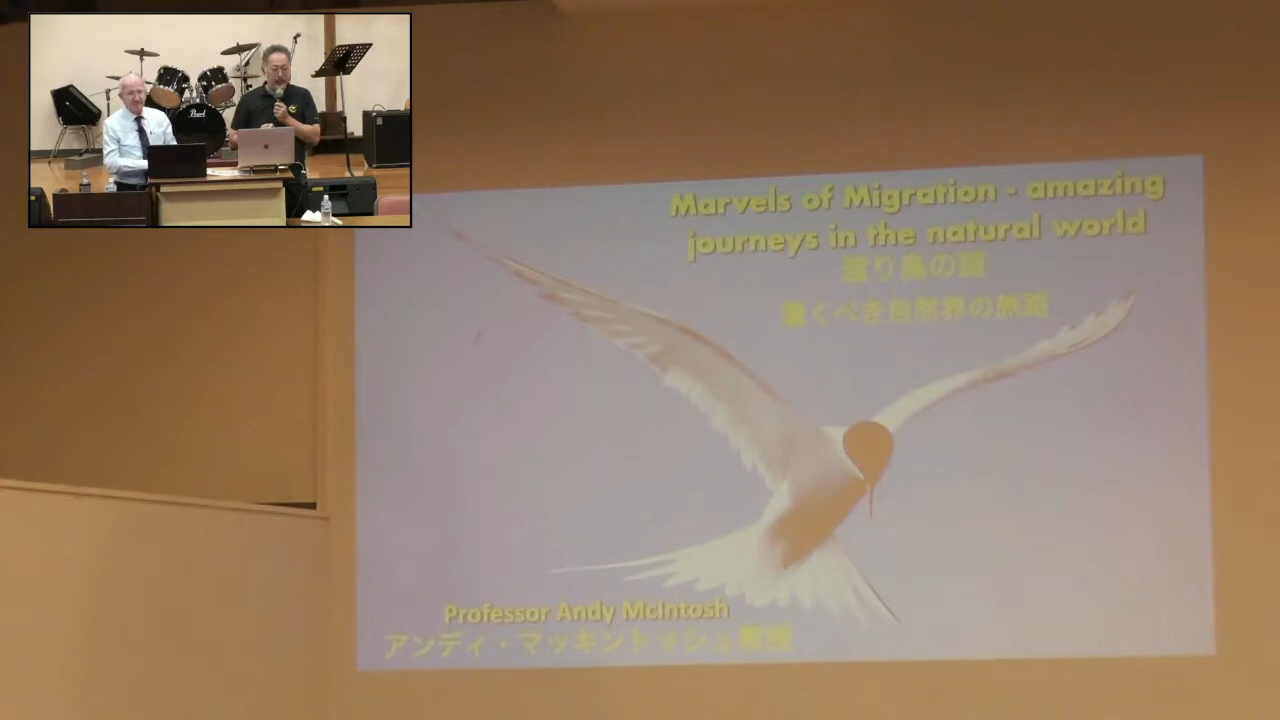 Marvels of Migration - amazing
journeys in the natural world
渡り鳥の
驚くべき自然界の旅路
Professor Andy McIntosh
アンディ・マッキントッシュ教授
Pearl